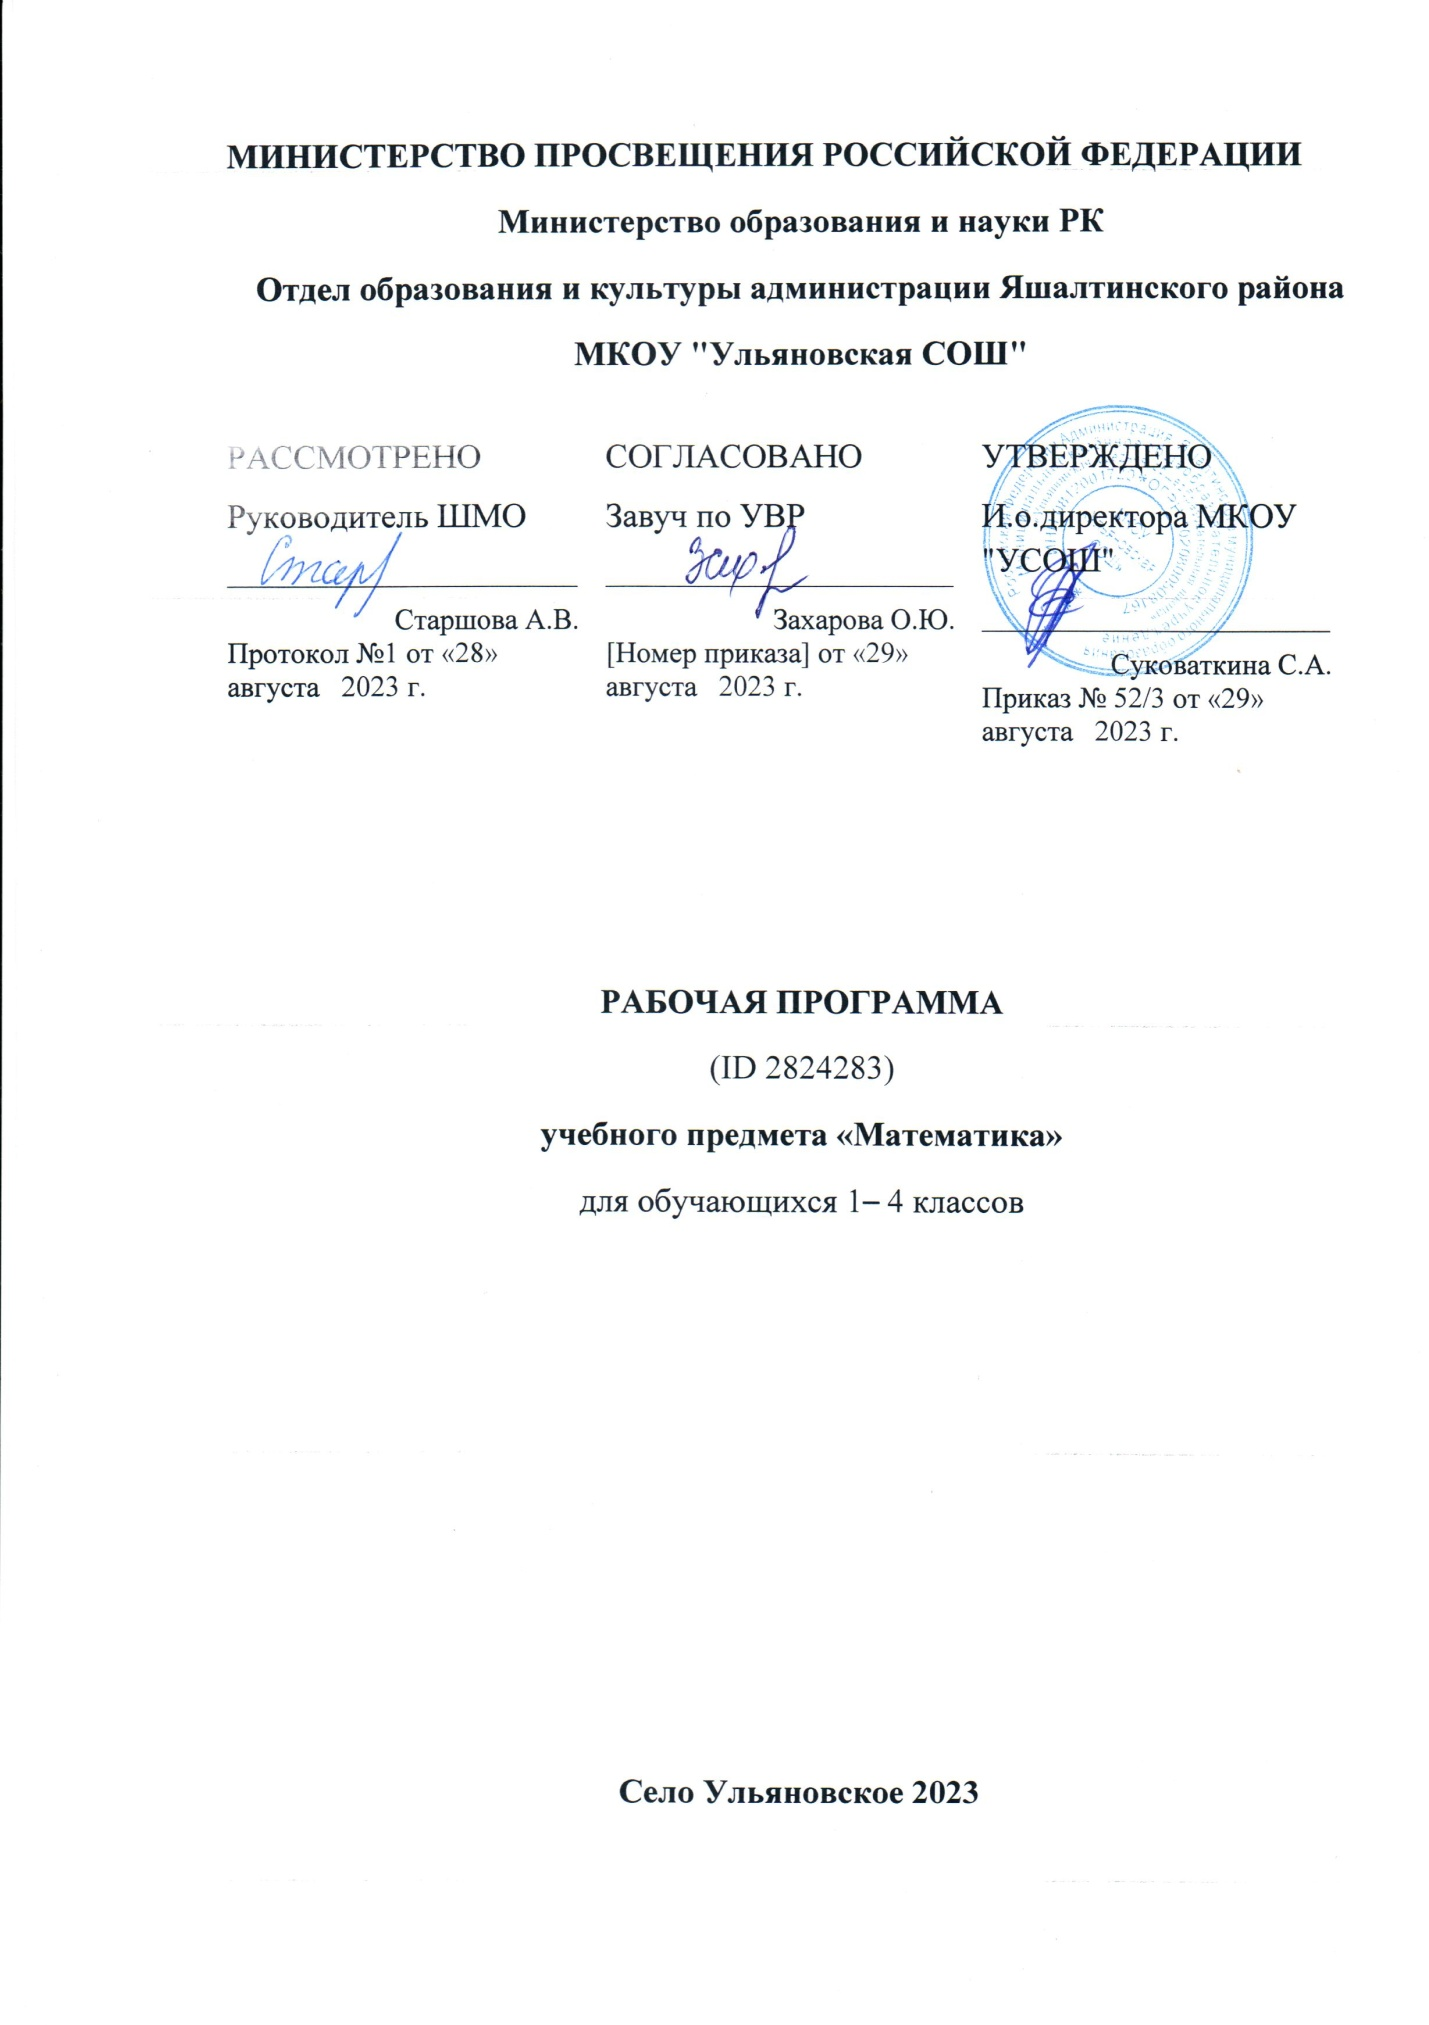 МИНИСТЕРСТВО ПРОСВЕЩЕНИЯ РОССИЙСКОЙ ФЕДЕРАЦИИ
Министерство образования и науки РК
Отдел образования и культуры администрации Яшалтинского района
МКОУ "Ульяновская СОШ"
РАССМОТРЕНО
Руководитель ШМО
Старшова А.В.
Протокол №1 от «28»
августа 2023 г.
СОГЛАСОВАНО
Завуч по УВР
Захарова О.Ю.
[Номер приказа] от «29»
августа 2023 г.
УТВЕРЖДЕНО
И.о.директора МКОУ
"УСОШ"
Суковаткина С.А.
Приказ № 52/3 от «29»
августа 2023 г.
РАБОЧАЯ ПРОГРАММА
(ID 2824283)
учебного предмета «Математика»
для обучающихся 1– 4 классов
Село Ульяновское 2023